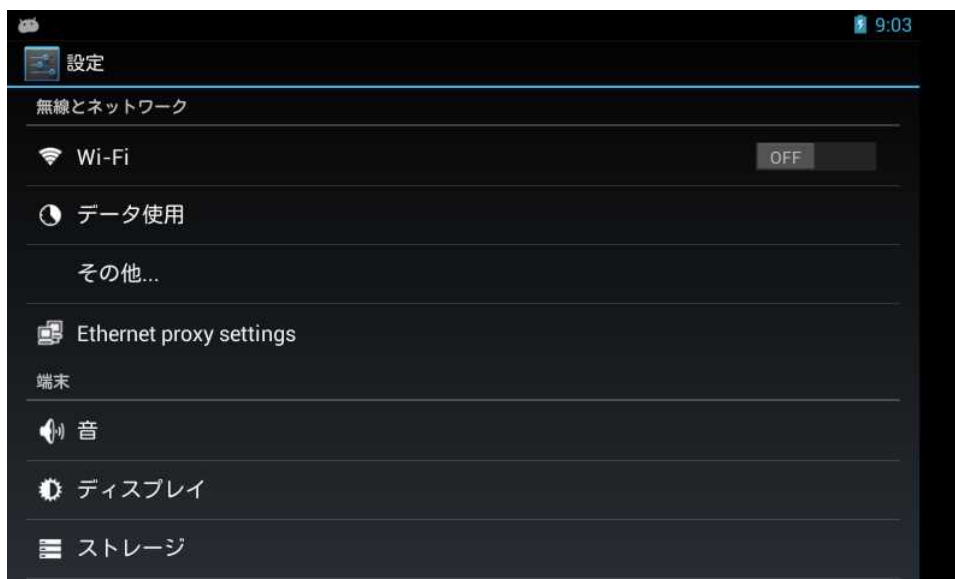 9:03
設定
無線とネットワーク
Wi-Fi
OFF
データ使用
その他...
Ethernet proxy settings
端末
音
ディスプレイ
ストレージ